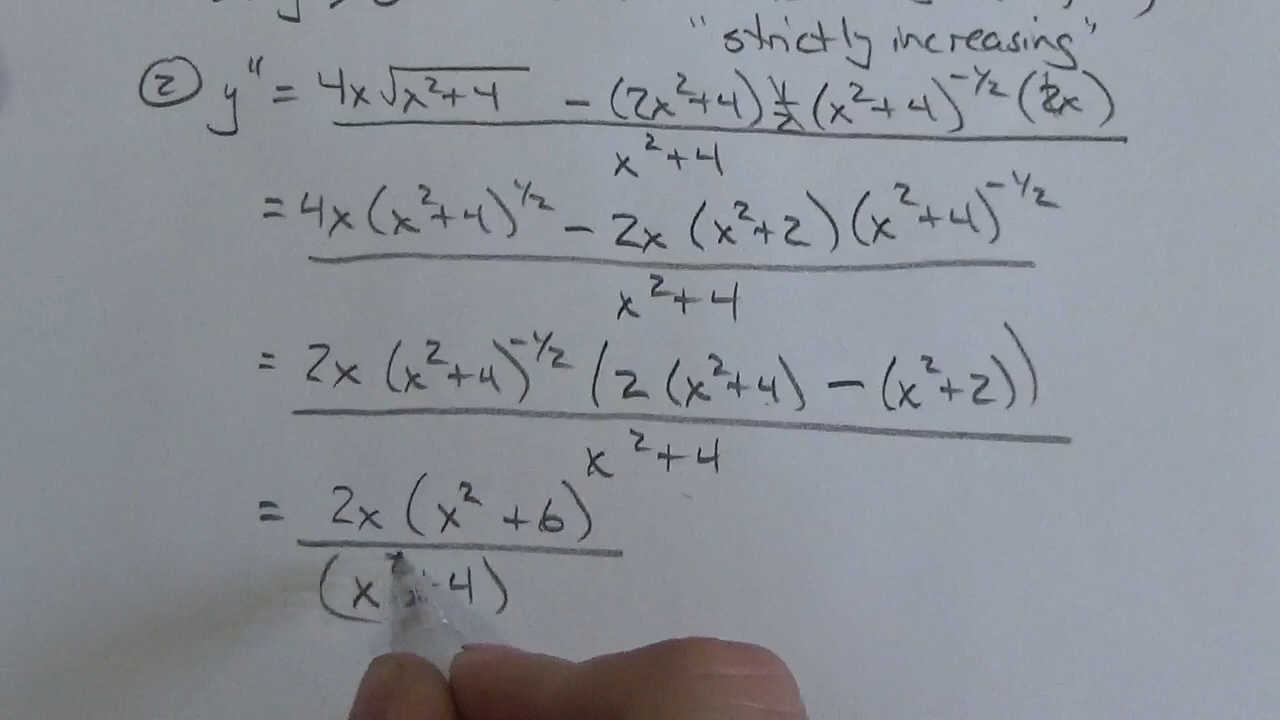 "strictly increasing"
② y'' = 4x√(x²+4) - (2x²+4) 1/2 (x²+4)^(-1/2) (2x)
x²+4
= 4x(x²+4)^(1/2) - 2x(x²+2)(x²+4)^(-1/2)
x²+4
= 2x(x²+4)^(-1/2) (2(x²+4) - (x²+2))
x²+4
= 2x(x²+6)
(x²+4)